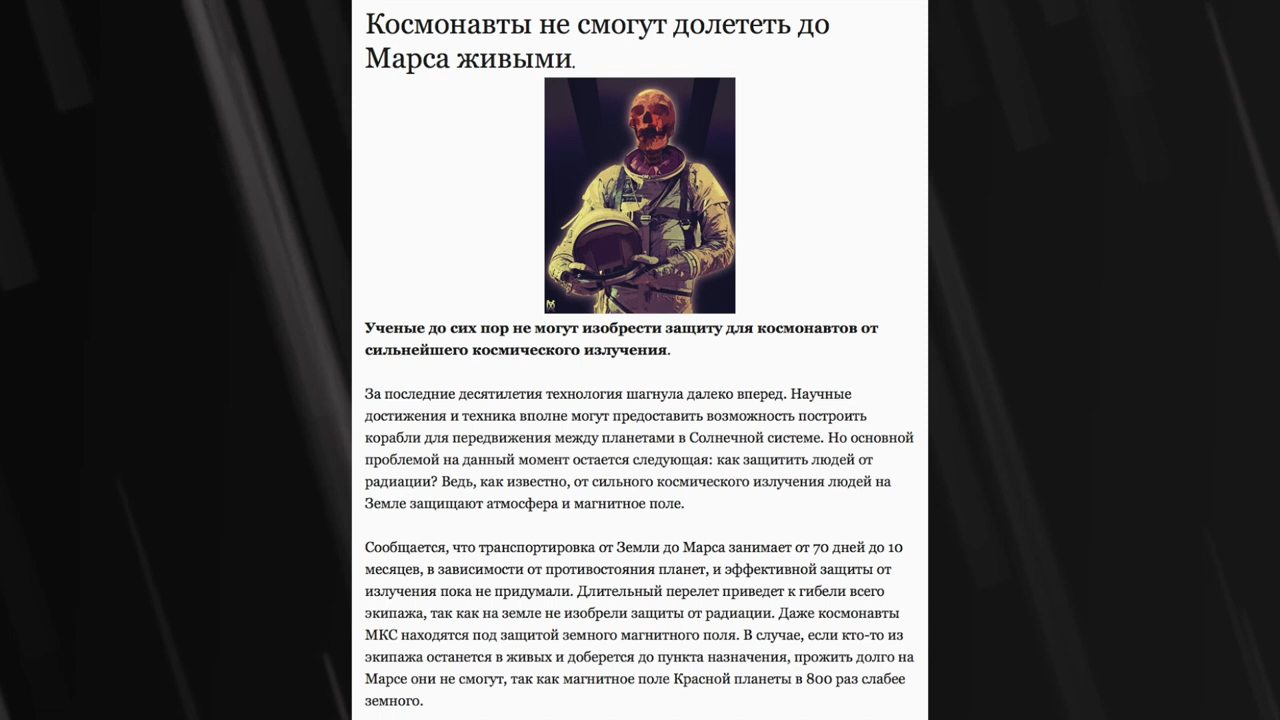 Космонавты не смогут долететь до
Марса живыми.
Ученые до сих пор не могут изобрести защиту для космонавтов от
сильнейшего космического излучения.
За последние десятилетия технология шагнула далеко вперед. Научные
достижения и техника вполне могут предоставить возможность построить
корабли для передвижения между планетами в Солнечной системе. Но основной
проблемой на данный момент остается следующая: как защитить людей от
радиации? Ведь, как известно, от сильного космического излучения людей на
Земле защищают атмосфера и магнитное поле.
Сообщается, что транспортировка от Земли до Марса занимает от 70 дней до 10
месяцев, в зависимости от противостояния планет, и эффективной защиты от
излучения пока не придумали. Длительный перелет приведет к гибели всего
экипажа, так как на земле не изобрели защиты от радиации. Даже космонавты
МКС находятся под защитой земного магнитного поля. В случае, если кто-то из
экипажа останется в живых и доберется до пункта назначения, прожить долго на
Марсе они не смогут, так как магнитное поле Красной планеты в 800 раз слабее
земного.